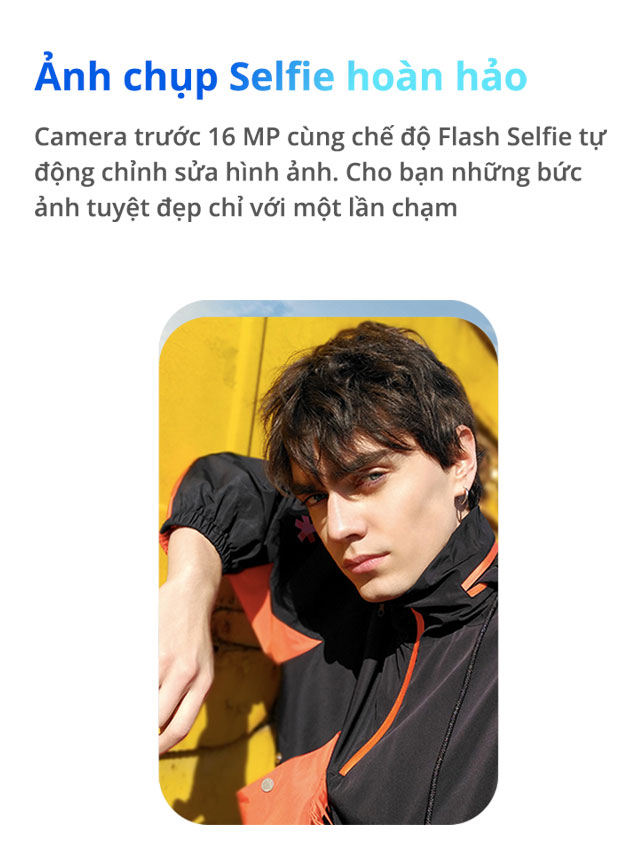 Ảnh chụp Selfie hoàn hảo
Camera trước 16 MP cùng chế độ Flash Selfie tự
động chỉnh sửa hình ảnh. Cho bạn những bức
ảnh tuyệt đẹp chỉ với một lần chạm